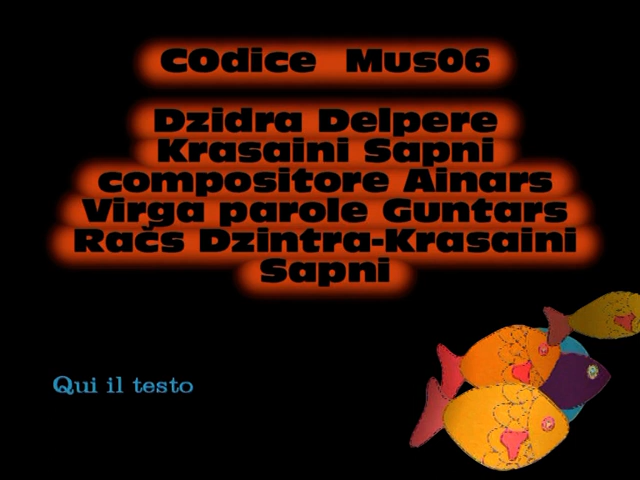 COdice Mus06
Dzidra Delpere
Krasaini Sapni
compositore Ainars
Virga parole Guntars
Račs Dzintra-Krasaini
Sapni
Qui il testo